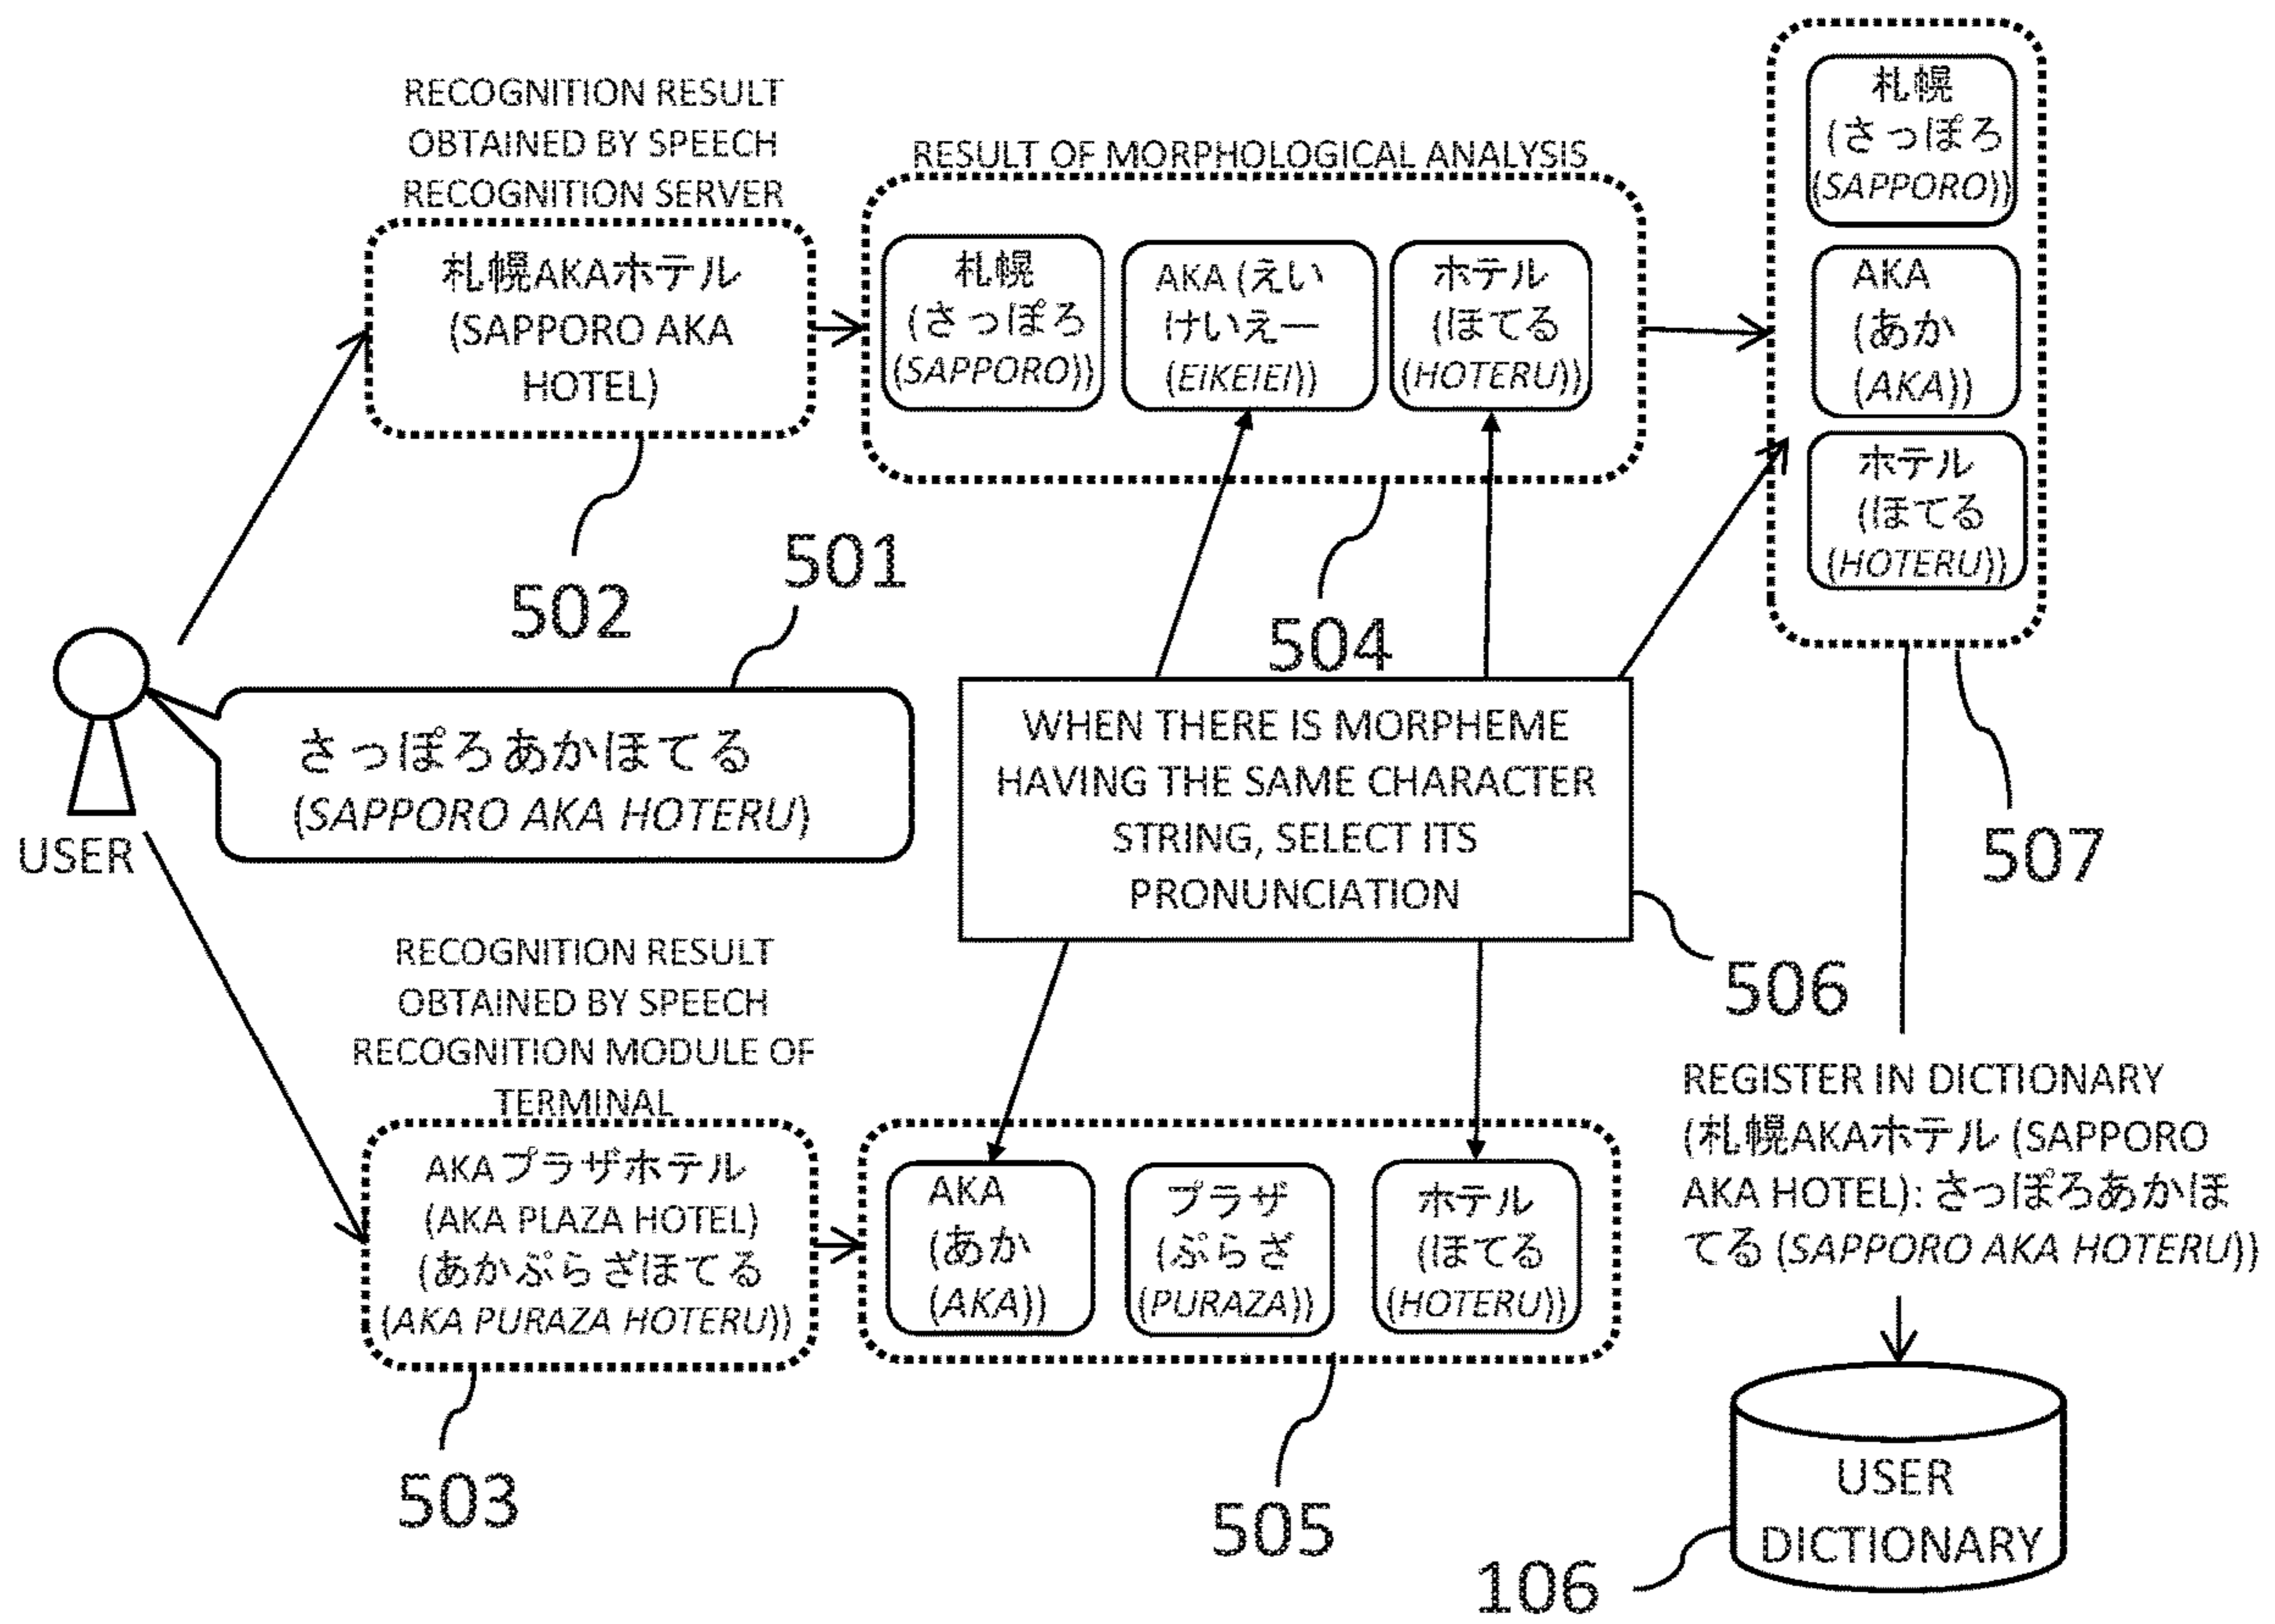 RECOGNITION RESULT
OBTAINED BY SPEECH
RECOGNITION SERVER
札幌AKAホテル
(SAPPORO AKA
HOTEL)
502
RESULT OF MORPHOLOGICAL ANALYSIS
札幌
(さっぽろ
(SAPPORO))
AKA (えい
けいえー
(EIKEIEI))
ホテル
(ほてる
(HOTERU))
504
札幌
(さっぽろ
(SAPPORO))
AKA
(あか
(AKA))
ホテル
(ほてる
(HOTERU))
507
501
さっぽろあかほてる
(SAPPORO AKA HOTERU)
USER
WHEN THERE IS MORPHEME
HAVING THE SAME CHARACTER
STRING, SELECT ITS
PRONUNCIATION
506
RECOGNITION RESULT
OBTAINED BY SPEECH
RECOGNITION MODULE OF
TERMINAL
AKAプラザホテル
(AKA PLAZA HOTEL)
(あかぷらざほてる
(AKA PURAZA HOTERU))
503
AKA
(あか
(AKA))
プラザ
(ぷらざ
(PURAZA))
ホテル
(ほてる
(HOTERU))
505
REGISTER IN DICTIONARY
(札幌AKAホテル (SAPPORO
AKA HOTEL): さっぽろあかほ
てる (SAPPORO AKA HOTERU))
USER
DICTIONARY
106